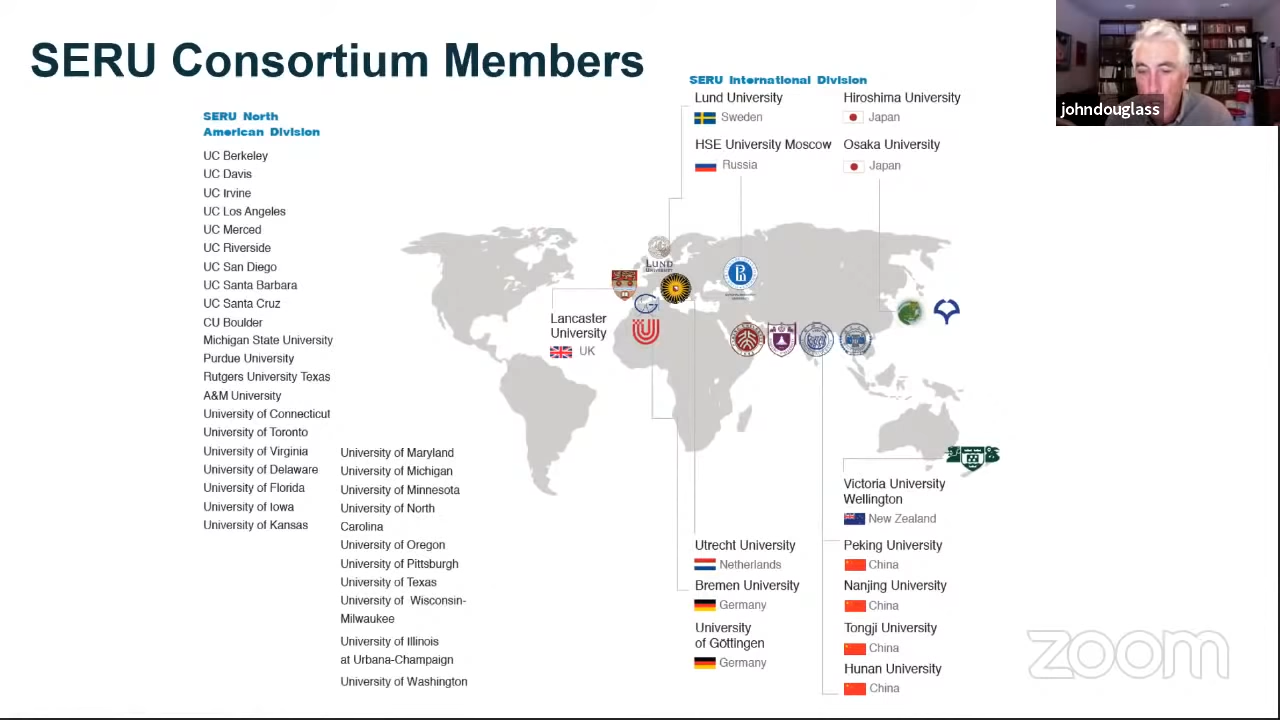 SERU Consortium Members
johndouglass
SERU North
American Division
UC Berkeley
UC Davis
UC Irvine
UC Los Angeles
UC Merced
UC Riverside
UC San Diego
UC Santa Barbara
UC Santa Cruz
CU Boulder
Michigan State University
Purdue University
Rutgers University Texas
A&M University
University of Connecticut
University of Toronto
University of Virginia
University of Delaware
University of Florida
University of Iowa
University of Kansas
University of Maryland
University of Michigan
University of Minnesota
University of North
Carolina
University of Oregon
University of Pittsburgh
University of Texas
University of Wisconsin-
Milwaukee
University of Illinois
at Urbana-Champaign
University of Washington
SERU International Division
Lund University
Sweden
HSE University Moscow
Russia
Hiroshima University
Japan
Osaka University
Japan
LUND
UNIVERSITY
Lancaster
University
UK
Utrecht University
Netherlands
Bremen University
Germany
University
of Göttingen
Germany
Victoria University
Wellington
New Zealand
Peking University
China
Nanjing University
China
Tongji University
China
Hunan University
China
zoom